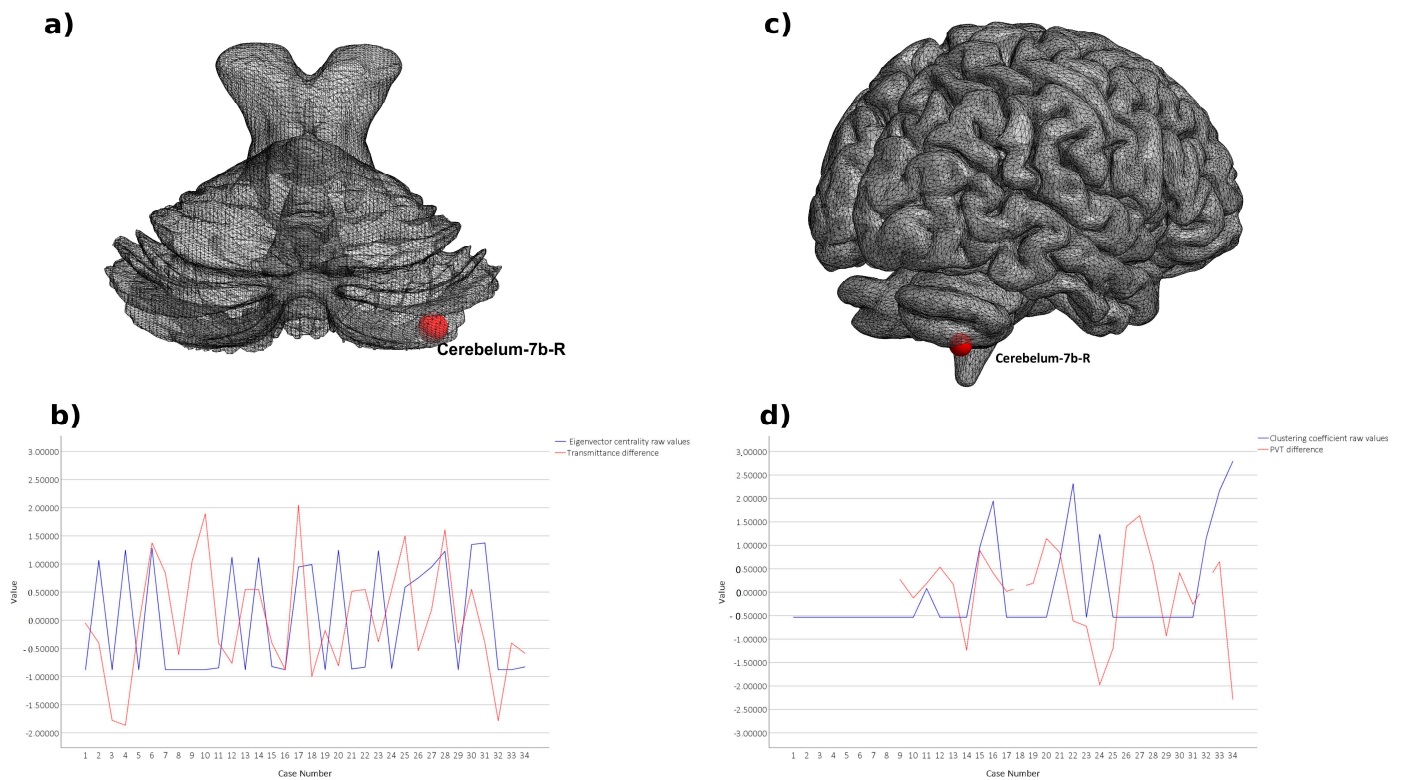 a)
Cerebelum-7b-R
c)
Cerebelum-7b-R
b)
Eigenvector centrality raw values
Transmittance difference
3.00000
2.50000
2.00000
1.50000
1.00000
0.50000
0.00000
-0.50000
-1.00000
-1.50000
-2.00000
Value
1 2 3 4 5 6 7 8 9 10 11 12 13 14 15 16 17 18 19 20 21 22 23 24 25 26 27 28 29 30 31 32 33 34
Case Number
d)
Clustering coefficient raw values
PVT difference
3,00000
2.50000
2.00000
1.50000
1.00000
0.50000
0.00000
-0.50000
-1.00000
-1.50000
-2.00000
-2.50000
-3.00000
Value
1 2 3 4 5 6 7 8 9 10 11 12 13 14 15 16 17 18 19 20 21 22 23 24 25 26 27 28 29 30 31 32 33 34
Case Number